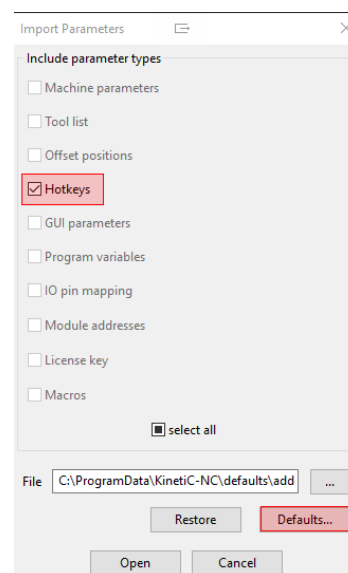 Import Parameters
Include parameter types
Machine parameters
Tool list
Offset positions
Hotkeys
GUI parameters
Program variables
IO pin mapping
Module addresses
License key
Macros
select all
File C:\ProgramData\KinetiC-NC\defaults\add ...
Restore Defaults...
Open Cancel